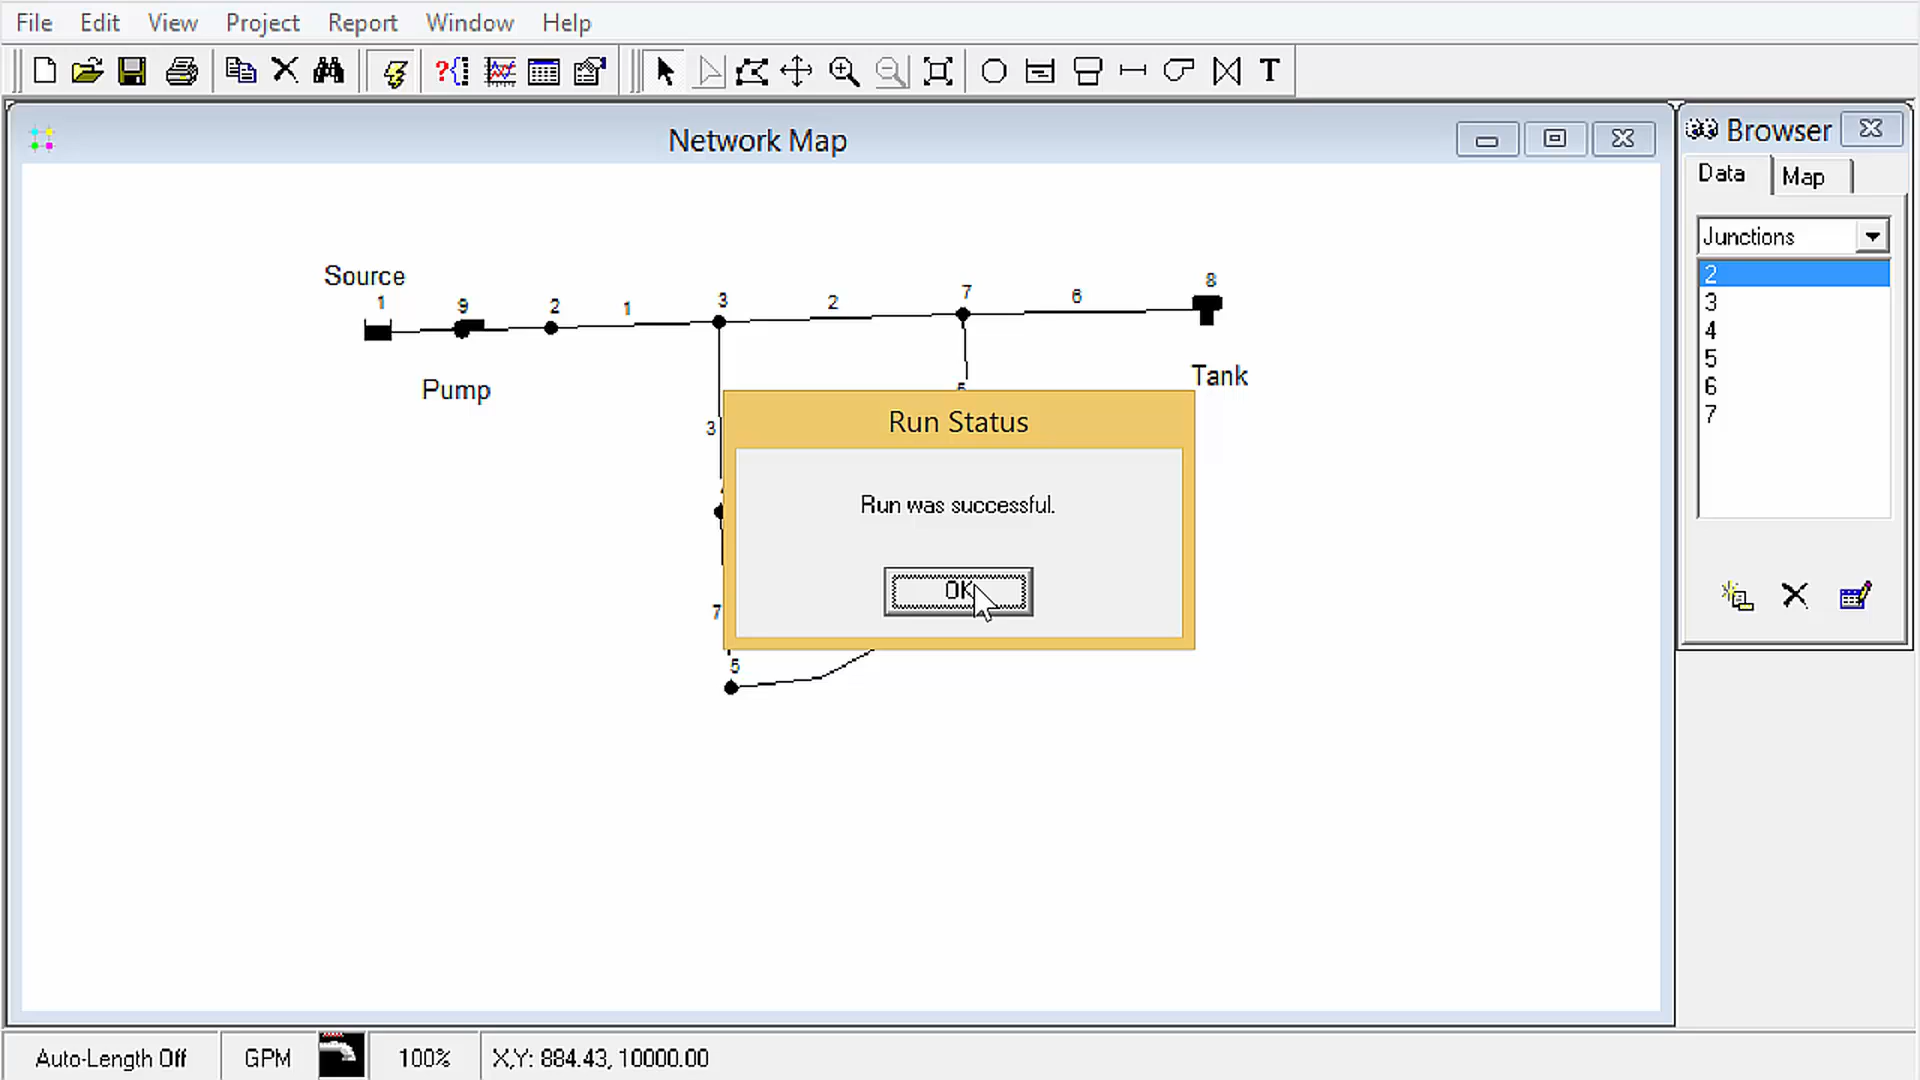 File Edit View Project Report Window Help
T
Network Map
Browser
Data Map
Junctions
2
3
4
5
6
7
Source
1 9 2 1 3 2 7 6 8
Pump
Tank
3
Run Status
Run was successful.
OK
7
5
Auto-Length Off GPM 100% X,Y: 884.43, 10000.00